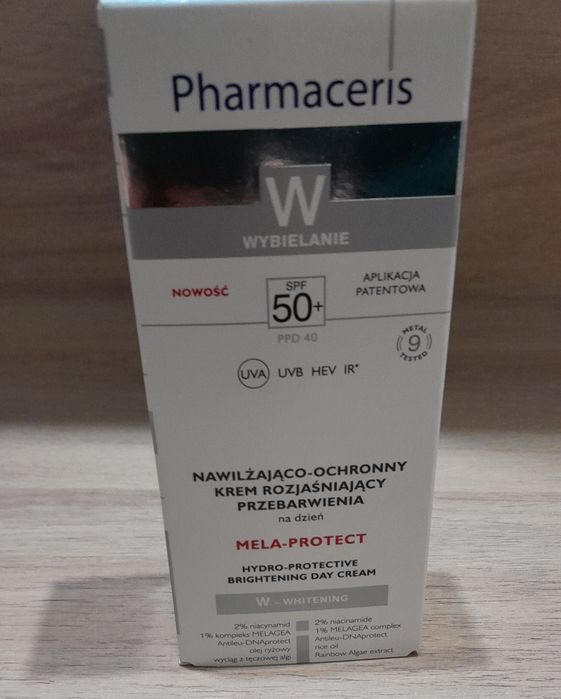 Pharmaceris
W
WYBIELANIE
NOWOŚĆ
SPF
50+
PPD 40
APLIKACJA
PATENTOWA
METAL
9
TESTED
UVA UVB HEV IR*
NAWILŻAJĄCO-OCHRONNY
KREM ROZJAŚNIAJĄCY
PRZEBARWIENIA
na dzień
MELA-PROTECT
HYDRO-PROTECTIVE
BRIGHTENING DAY CREAM
W – WHITENING
2% niacynamid
1% kompleks MELAGEA
Antileu-DNAprotect
olej ryżowy
wyciąg z tęczowej algi
2% niacinamide
1% MELAGEA complex
Antileu-DNAprotect
rice oil
Rainbow Algae extract